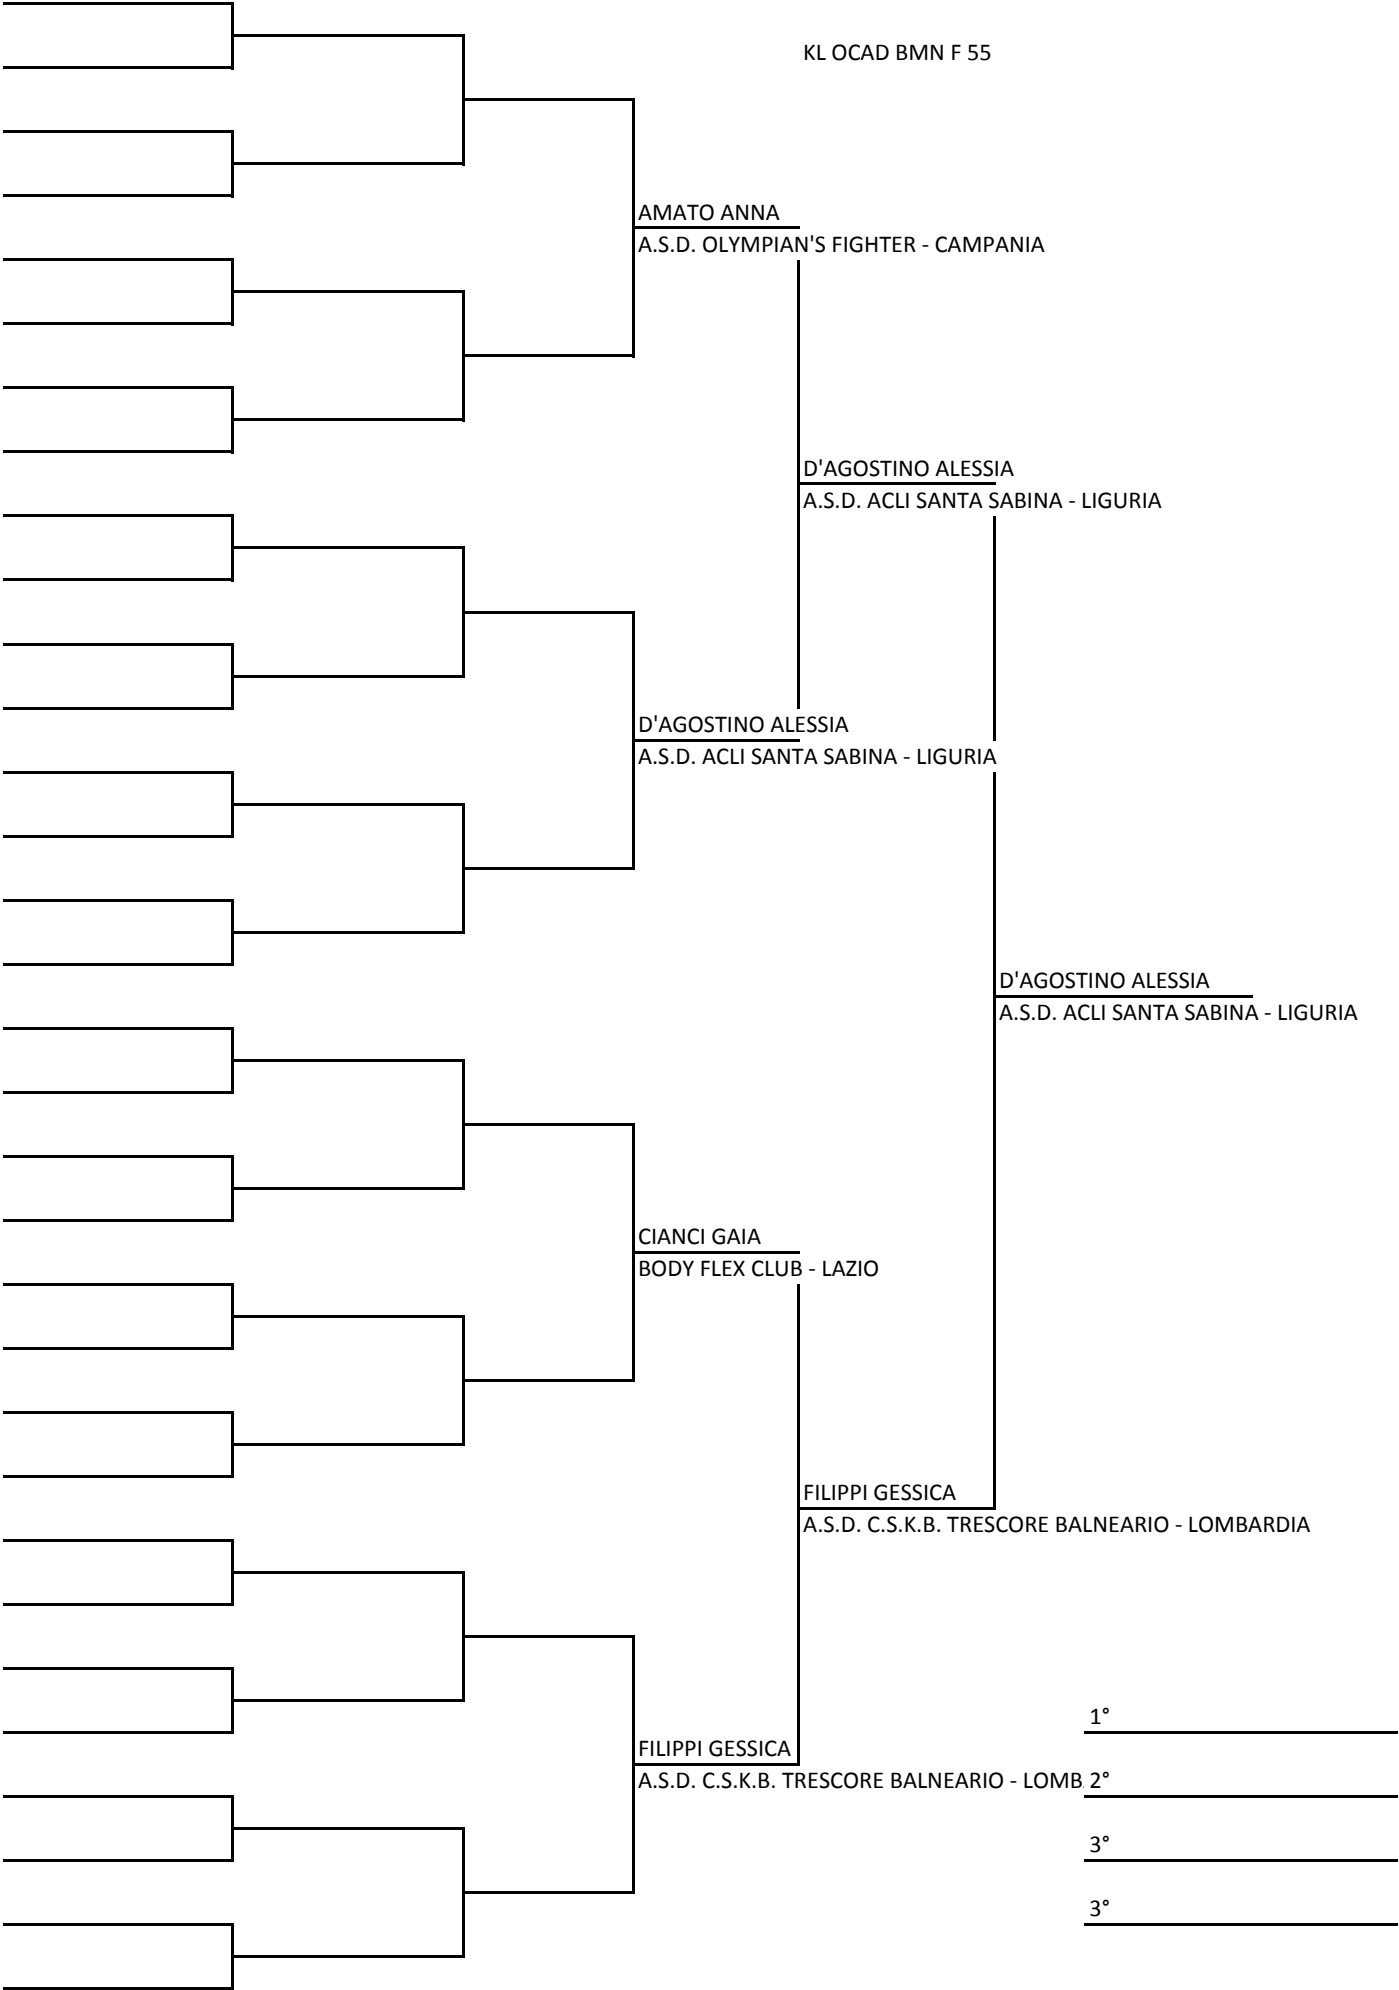 KL OCAD BMN F 55
AMATO ANNA
A.S.D. OLYMPIAN'S FIGHTER - CAMPANIA
D'AGOSTINO ALESSIA
A.S.D. ACLI SANTA SABINA - LIGURIA
D'AGOSTINO ALESSIA
A.S.D. ACLI SANTA SABINA - LIGURIA
D'AGOSTINO ALESSIA
A.S.D. ACLI SANTA SABINA - LIGURIA
CIANCI GAIA
BODY FLEX CLUB - LAZIO
FILIPPI GESSICA
A.S.D. C.S.K.B. TRESCORE BALNEARIO - LOMBARDIA
1°
FILIPPI GESSICA
A.S.D. C.S.K.B. TRESCORE BALNEARIO - LOMB
2°
3°
3°